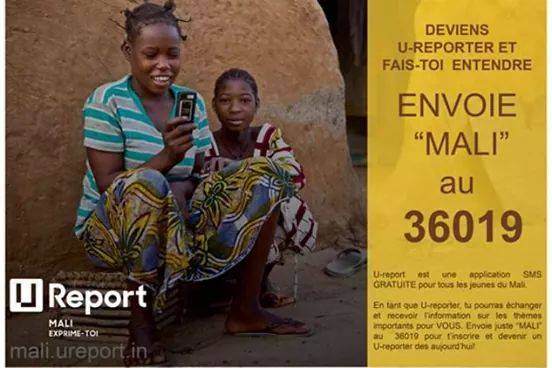 DEVIENS
U-REPORTER ET
FAIS-TOI ENTENDRE
ENVOIE
“MALI”
au
36019
U-report est une application SMS
GRATUITE pour tous les jeunes du Mali.
En tant que U-reporter, tu pourras échanger
et recevoir l'information sur les thèmes
importants pour VOUS. Envoie juste “MALI”
au 36019 pour t'inscrire et devenir un
U-reporter des aujourd'hui!
U Report
MALI
EXPRIME-TOI
mali.ureport.in